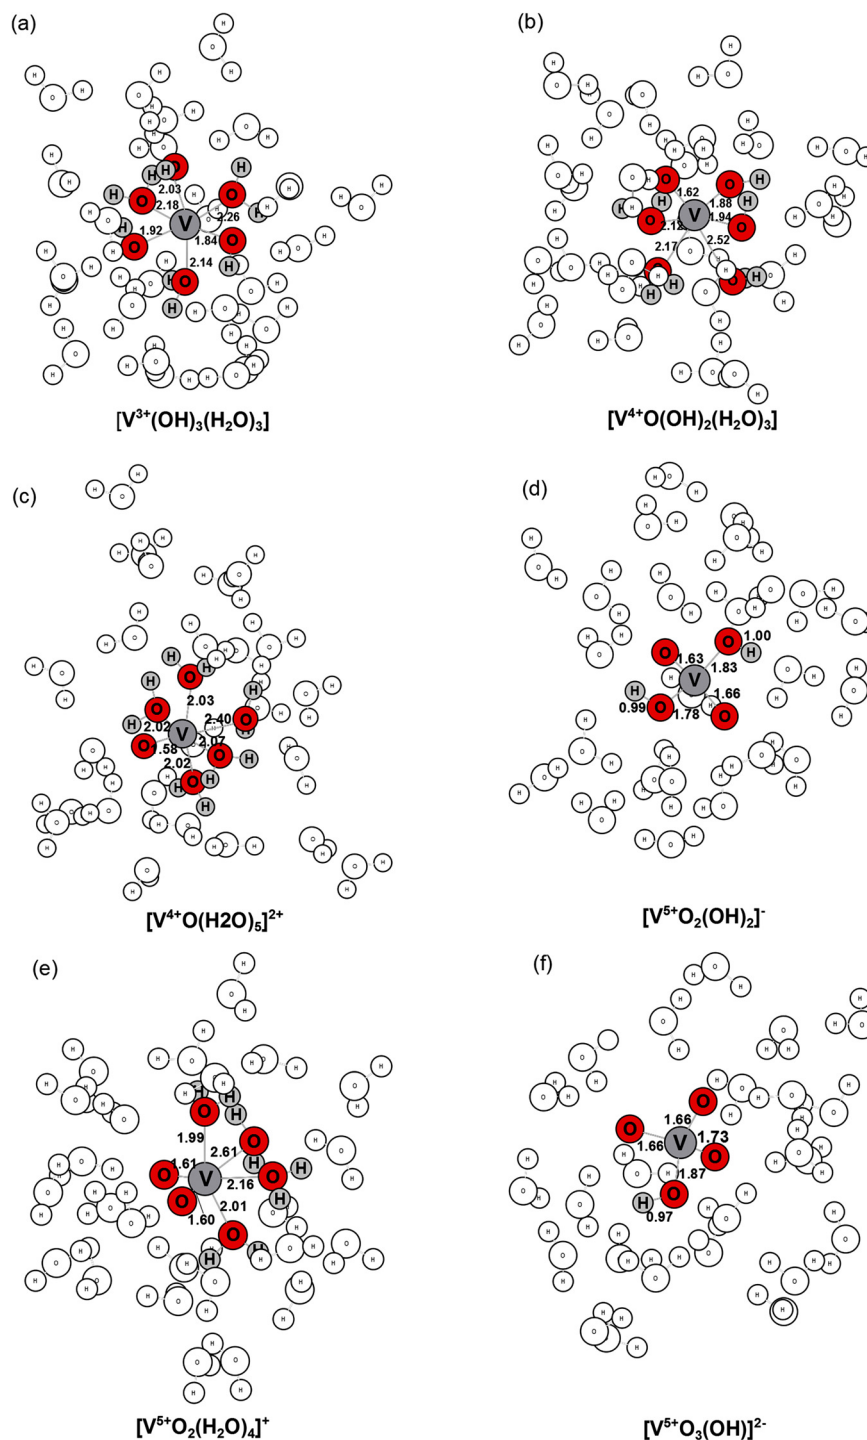 (a)
(b)
2.03
2.18
2.26
1.92
1.84
2.14
V
O
H
1.62
1.88
1.94
2.12
2.17
2.52
V
O
H
[V³⁺(OH)₃(H₂O)₃]
[V⁴⁺O(OH)₂(H₂O)₃]
(c)
(d)
2.03
2.40
2.02
2.07
1.58
2.02
V
O
H
1.00
1.63
1.83
1.66
0.99
1.78
V
O
H
[V⁴⁺O(H2O)₅]²⁺
[V⁵⁺O₂(OH)₂]⁻
(e)
(f)
1.99
2.61
1.61
2.16
2.01
1.60
V
O
H
1.66
1.66
1.73
1.87
0.97
V
O
H
[V⁵⁺O₂(H₂O)₄]⁺
[V⁵⁺O₃(OH)]²⁻